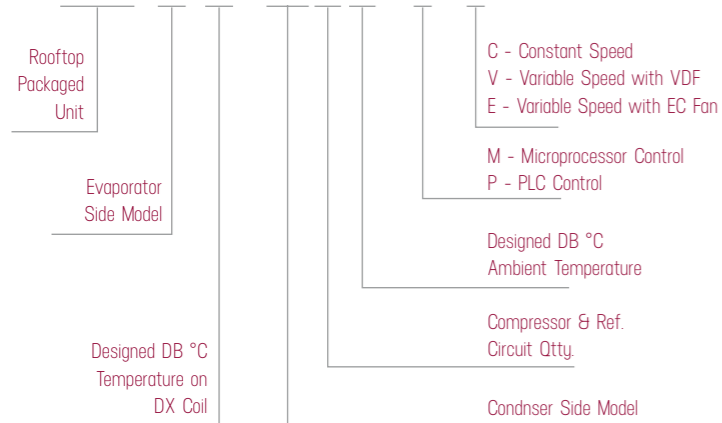 Rooftop
Packaged
Unit
Evaporator
Side Model
Designed DB °C
Temperature on
DX Coil
C - Constant Speed
V - Variable Speed with VDF
E - Variable Speed with EC Fan
M - Microprocessor Control
P - PLC Control
Designed DB °C
Ambient Temperature
Compressor & Ref.
Circuit Qtty.
Condnser Side Model